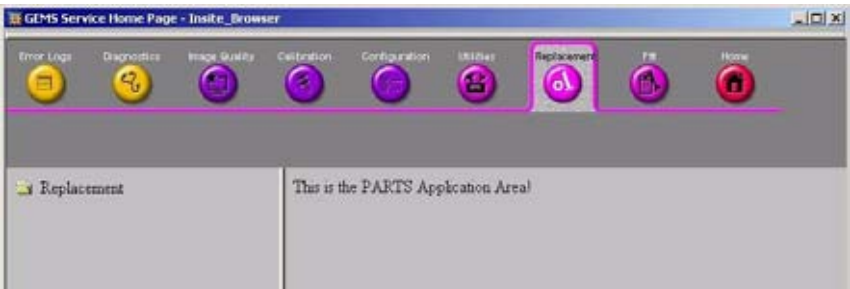 GEMS Service Home Page - Insite_Browser
Error Logs Diagnostics Image Quality Calibration Configuration Utilities Replacement PM Home
Replacement
This is the PARTS Application Area!